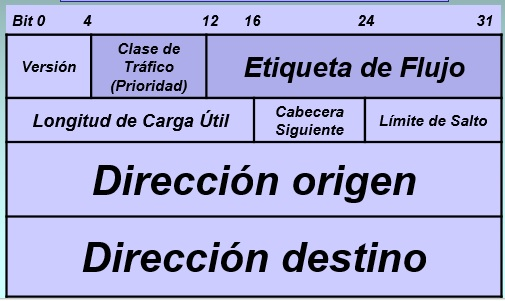 Bit 0 4 12 16 24 31
Versión
Clase de
Tráfico
(Prioridad)
Etiqueta de Flujo
Longitud de Carga Útil
Cabecera
Siguiente
Límite de Salto
Dirección origen
Dirección destino